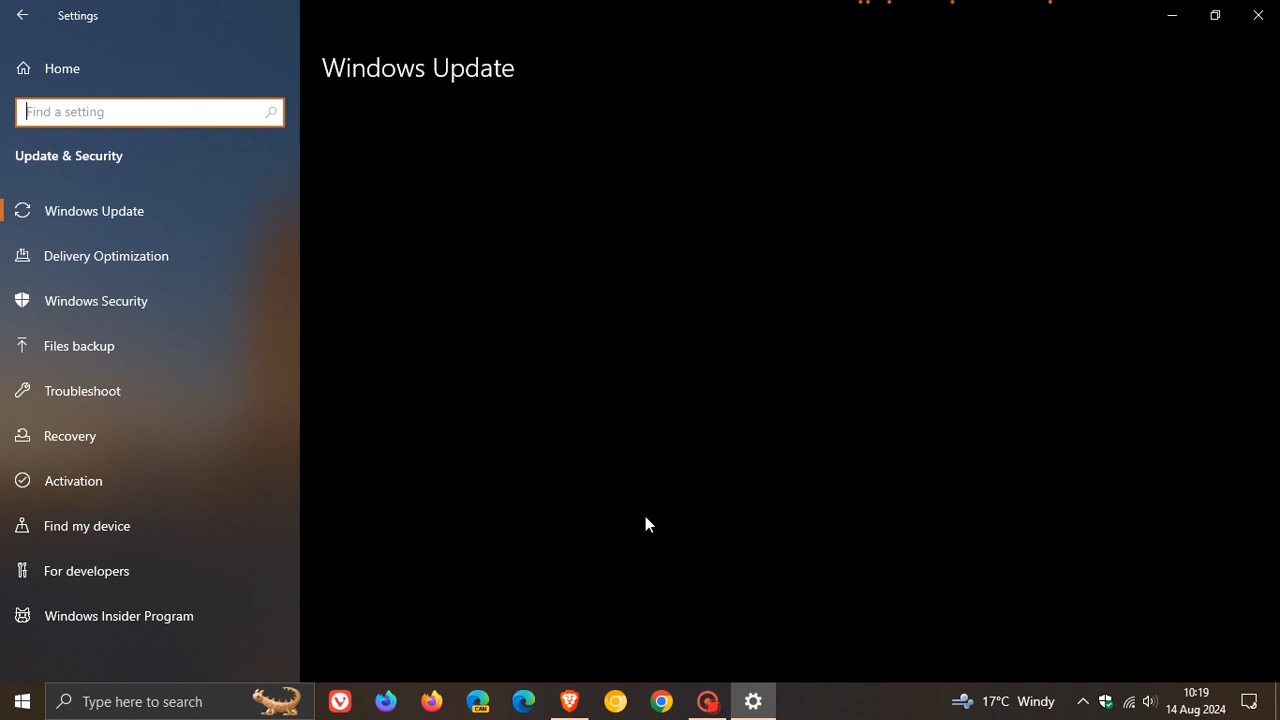 Settings
Home
Find a setting
Update & Security
Windows Update
Delivery Optimization
Windows Security
Files backup
Troubleshoot
Recovery
Activation
Find my device
For developers
Windows Insider Program
Windows Update
Type here to search
CAN
17°C Windy
10:19
14 Aug 2024